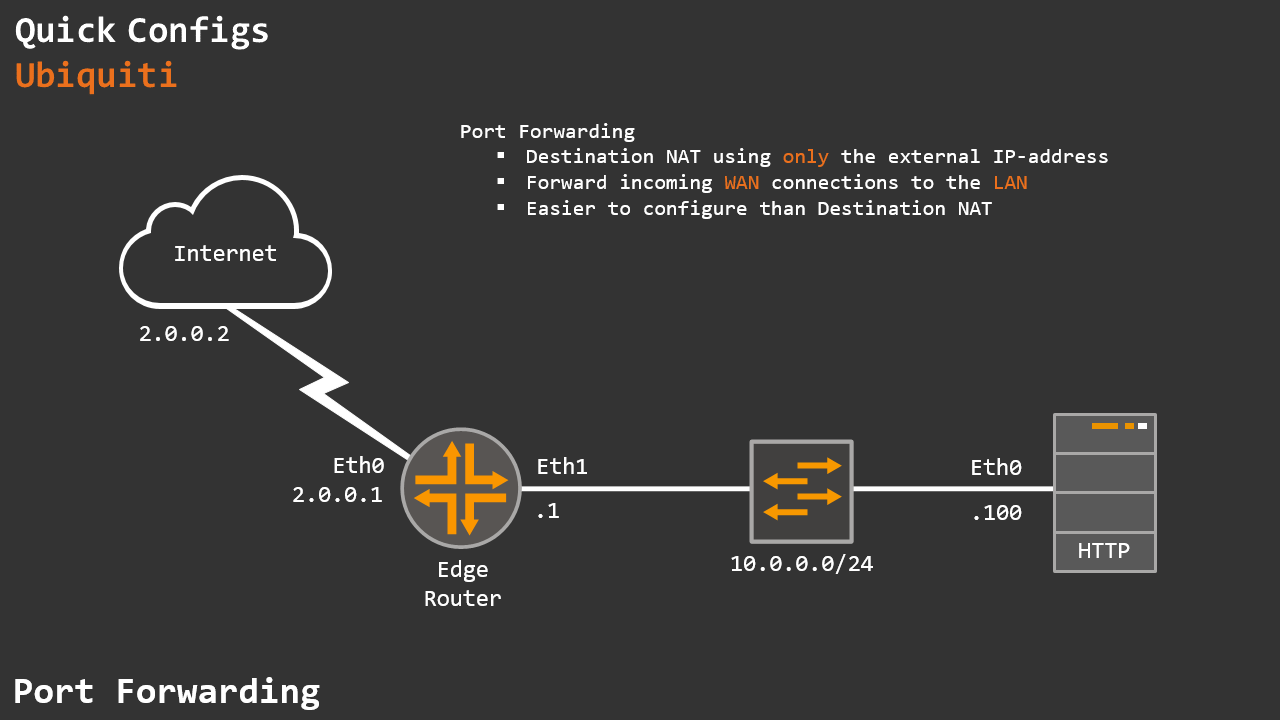 Quick Configs
Ubiquiti
Port Forwarding
▪ Destination NAT using only the external IP-address
▪ Forward incoming WAN connections to the LAN
▪ Easier to configure than Destination NAT
Internet
2.0.0.2
Eth0
2.0.0.1
Eth1
.1
Edge
Router
10.0.0.0/24
Eth0
.100
HTTP
Port Forwarding